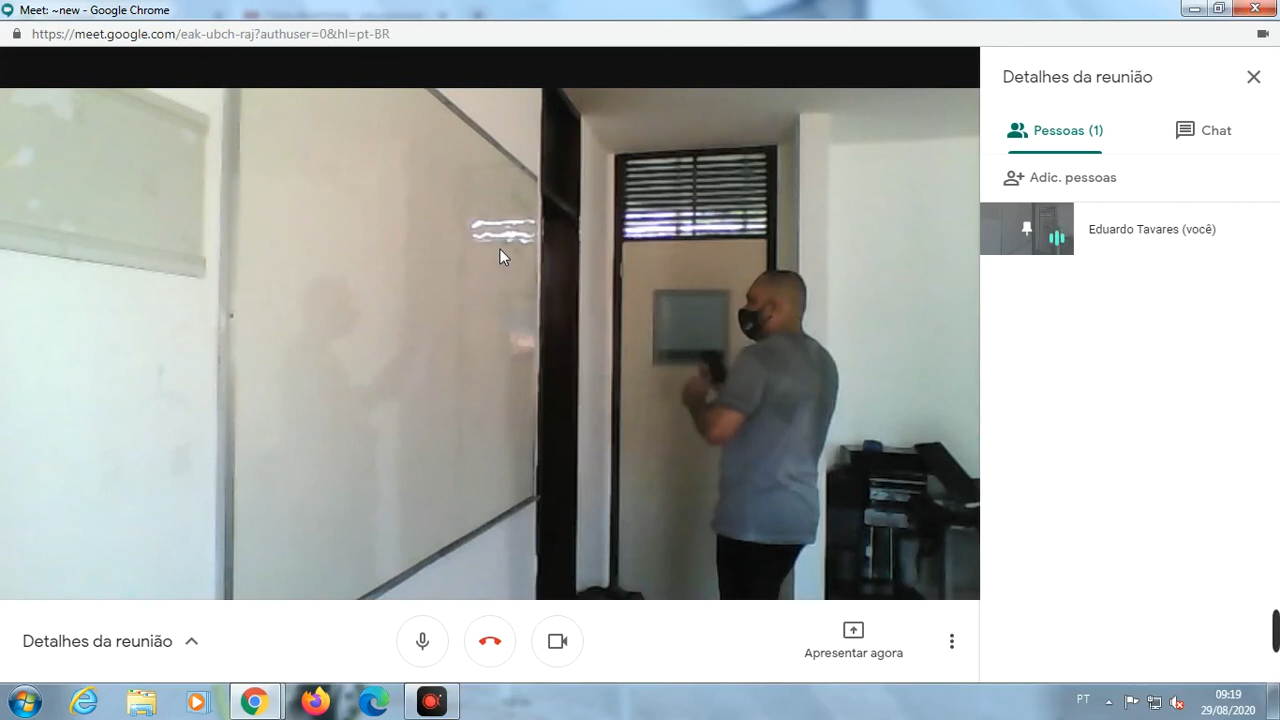 Meet: ~new - Google Chrome
https://meet.google.com/eak-ubch-raj?authuser=0&hl=pt-BR
Detalhes da reunião
Pessoas (1)
Chat
Adic. pessoas
Eduardo Tavares (você)
Detalhes da reunião
Apresentar agora
PT
09:19
29/08/2020